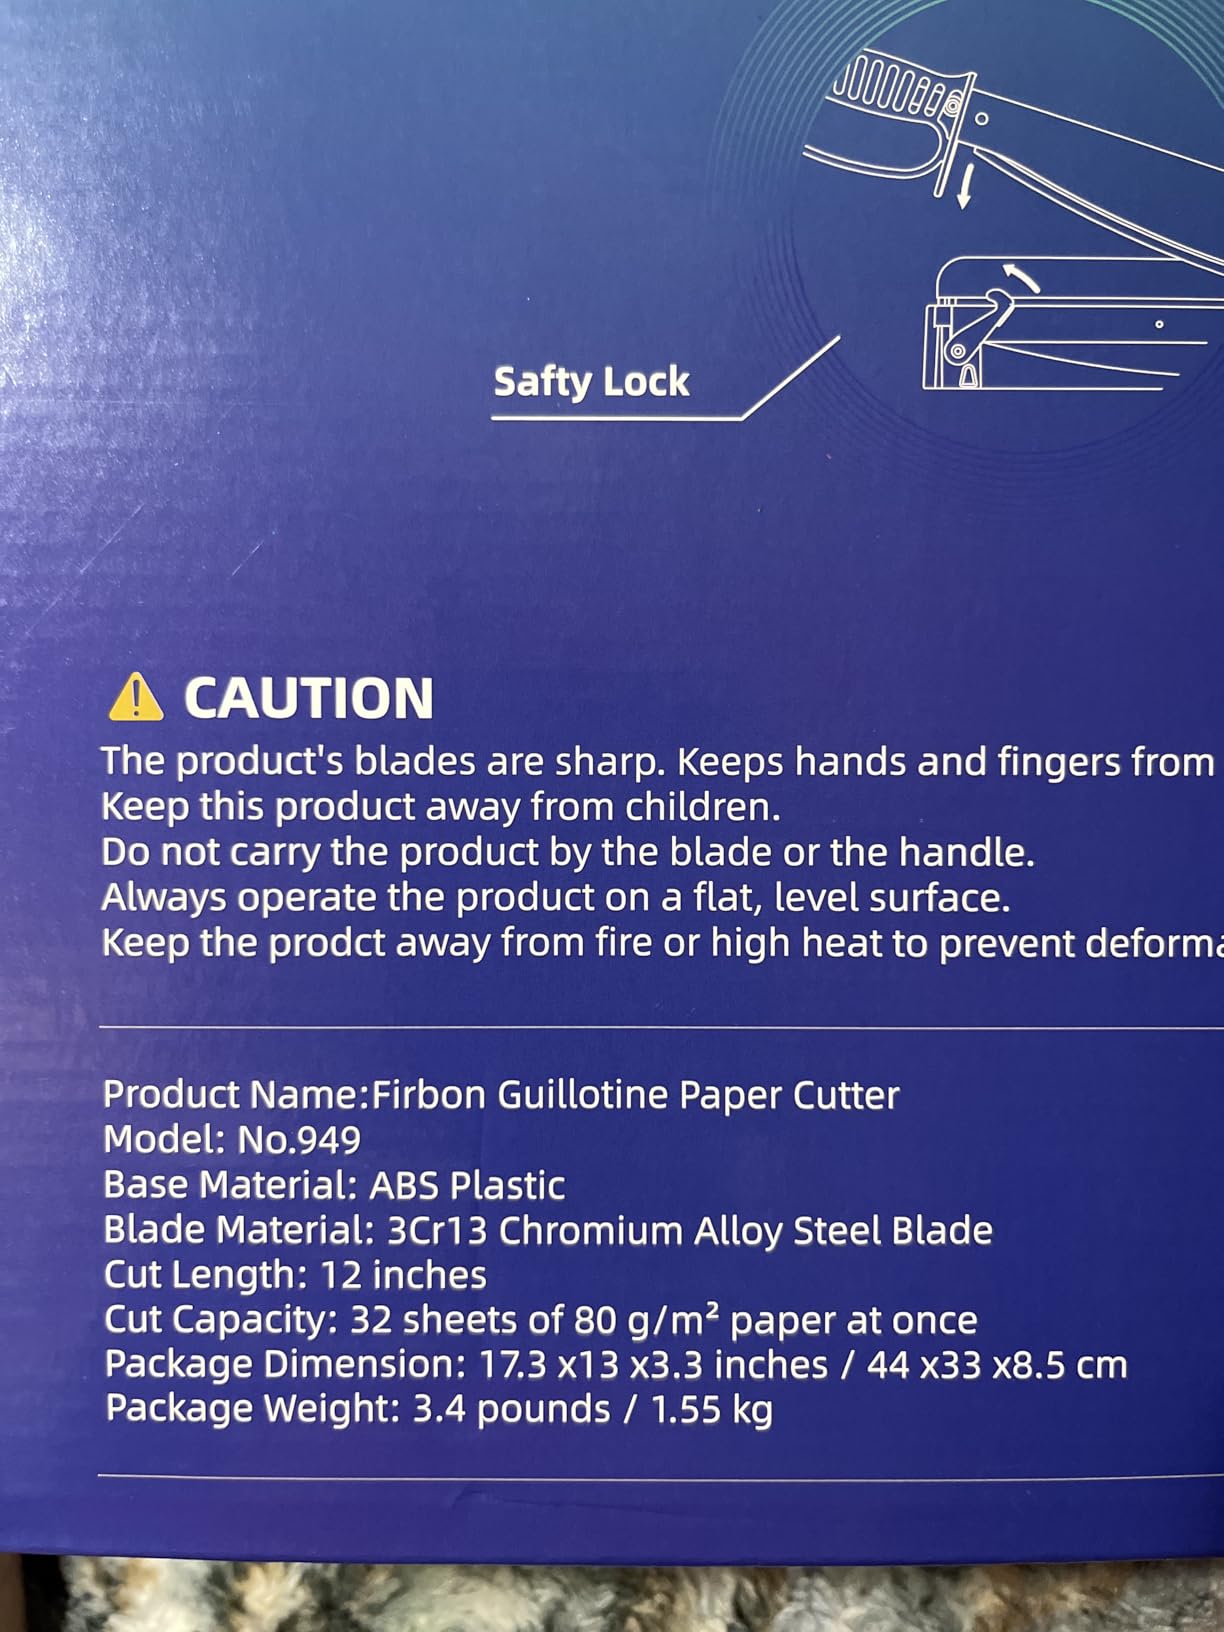 Safty Lock
CAUTION
The product's blades are sharp. Keeps hands and fingers from
Keep this product away from children.
Do not carry the product by the blade or the handle.
Always operate the product on a flat, level surface.
Keep the prodct away from fire or high heat to prevent
Product Name:Firbon Guillotine Paper Cutter
Model: No.949
Base Material: ABS Plastic
Blade Material: 3Cr13 Chromium Alloy Steel Blade
Cut Length: 12 inches
Cut Capacity: 32 sheets of 80 g/m² paper at once
Package Dimension: 17.3 x13 x3.3 inches / 44 x33 x8.5 cm
Package Weight: 3.4 pounds / 1.55 kg